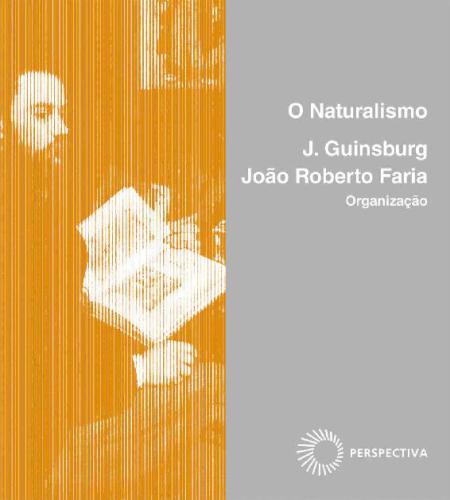 O Naturalismo
J. Guinsburg
João Roberto Faria
Organização
PERSPECTIVA